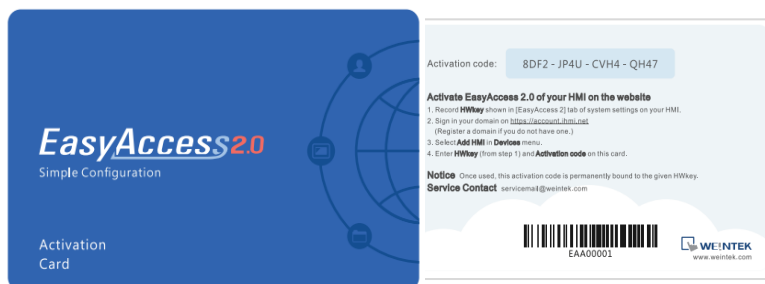 EasyAccess2.0
Simple Configuration
Activation
Card
Activation code: 8DF2 - JP4U - CVH4 - QH47
Activate EasyAccess 2.0 of your HMI on the website
1. Record HWkey shown in [EasyAccess 2] tab of system settings on your HMI.
2. Sign in your domain on https://account.ihmi.net
(Register a domain if you do not have one.)
3. Select Add HMI in Devices menu.
4. Enter HWkey (from step 1) and Activation code on this card.
Notice Once used, this activation code is permanently bound to the given HWkey.
Service Contact servicemail@weintek.com
EAA00001
WEINTEK
www.weintek.com